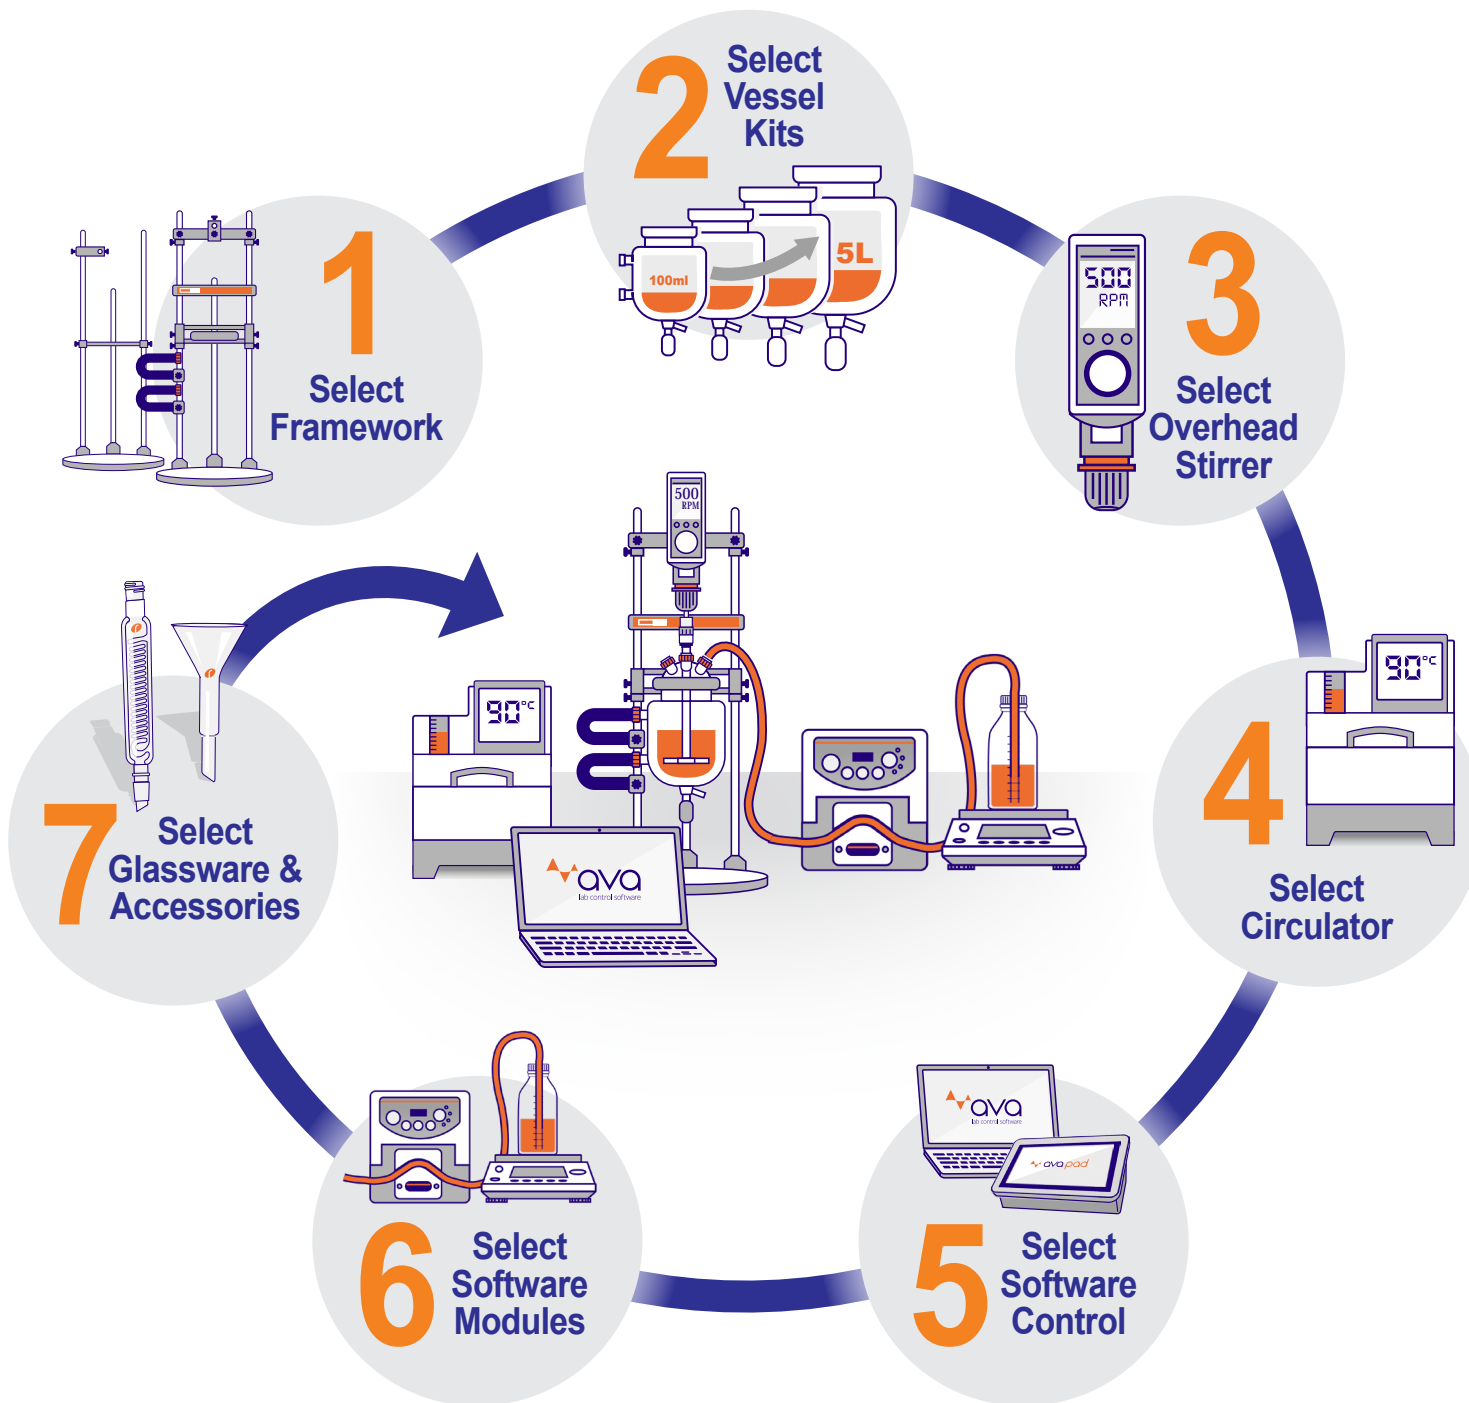 1
Select
Framework
2
Select
Vessel
Kits
100ml
5L
3
500
RPM
Select
Overhead
Stirrer
4
90°C
Select
Circulator
5
ava
lab control software
ava pad
Select
Software
Control
6
Select
Software
Modules
7
Select
Glassware &
Accessories
500
RPM
90°C
ava
lab control software